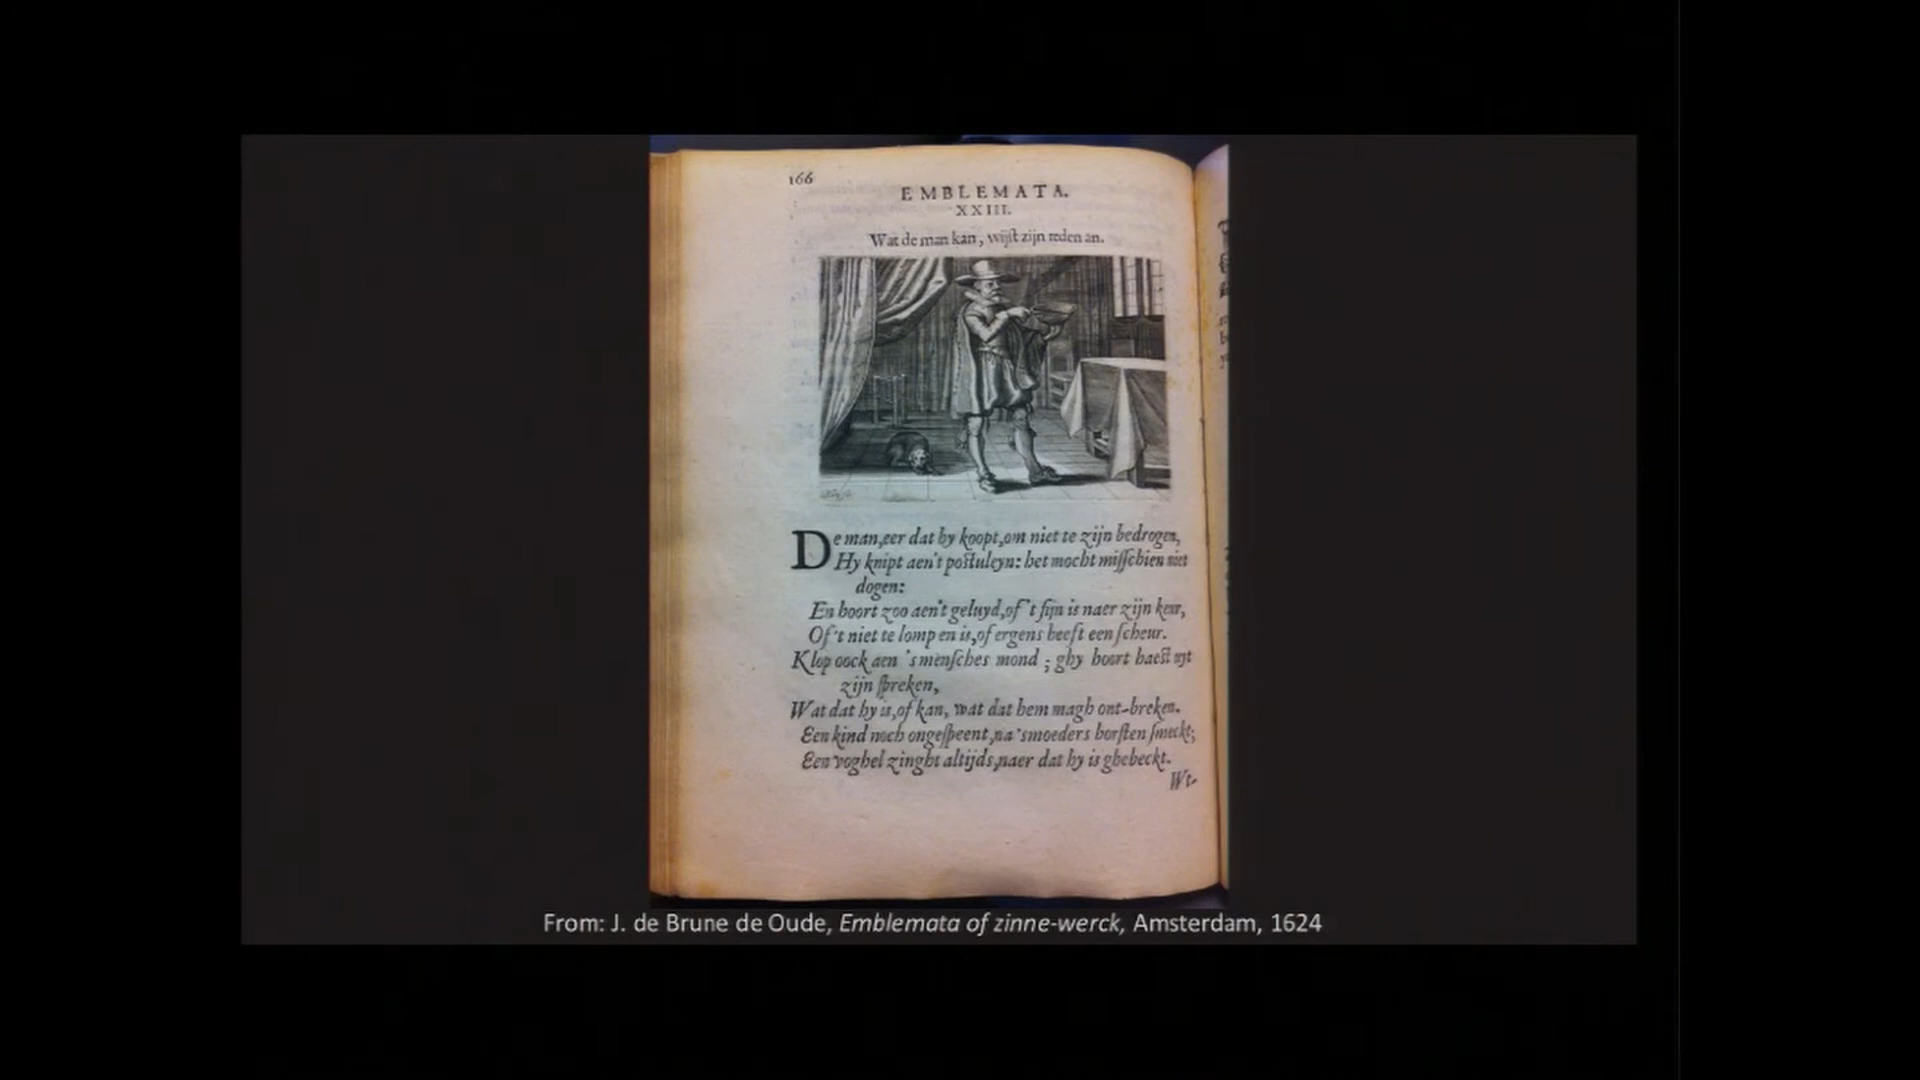 166
EMBLEMATA.
XXIII.
Wat de man kan, wijſt zijn reden an.
De man, eer dat hy koopt, om niet te zijn bedrogen,
Hy knipt aen't poſtuleyn: het mocht miſſchien niet
dogen:
En hoort zoo aen't geluyd, of 't fijn is naer zijn keur,
Of 't niet te lomp en is, of ergens heeft een ſcheur.
Klop oock aen 's menſches mond; ghy hoort haeſt uyt
zijn ſpreken,
Wat dat hy is, of kan, wat dat hem magh ont-breken.
Een kind noch ongeſpeent, na 'smoeders borſten ſmeckt;
Een voghel zinght altijds, naer dat hy is ghebeckt.
Wt-
From: J. de Brune de Oude, Emblemata of zinne-werck, Amsterdam, 1624